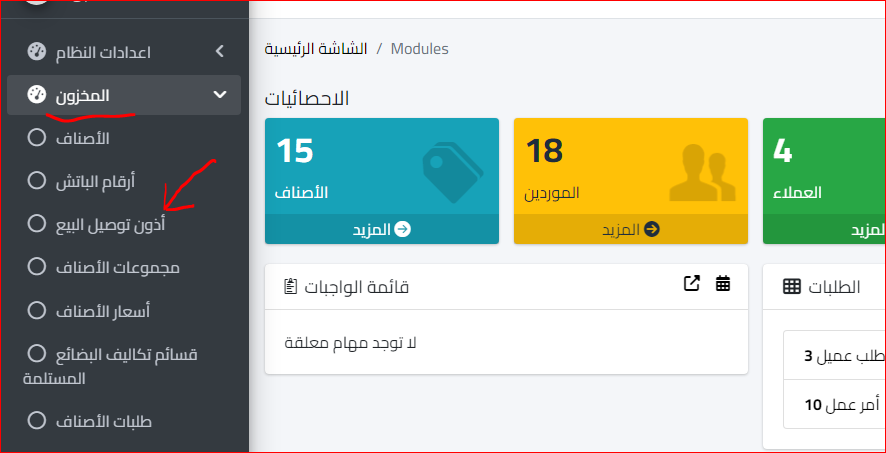 اعدادات النظام
المخزون
الأصناف
أرقام الباتش
أذون توصيل البيع
مجموعات الأصناف
أسعار الأصناف
قسائم تكاليف البضائع
المستلمة
طلبات الأصناف
الشاشة الرئيسية / Modules
الاحصائيات
15
الأصناف
المزيد
18
الموردين
المزيد
4
العملاء
المزيد
قائمة الواجبات
لا توجد مهام معلقة
الطلبات
طلب عميل 3
أمر عمل 10